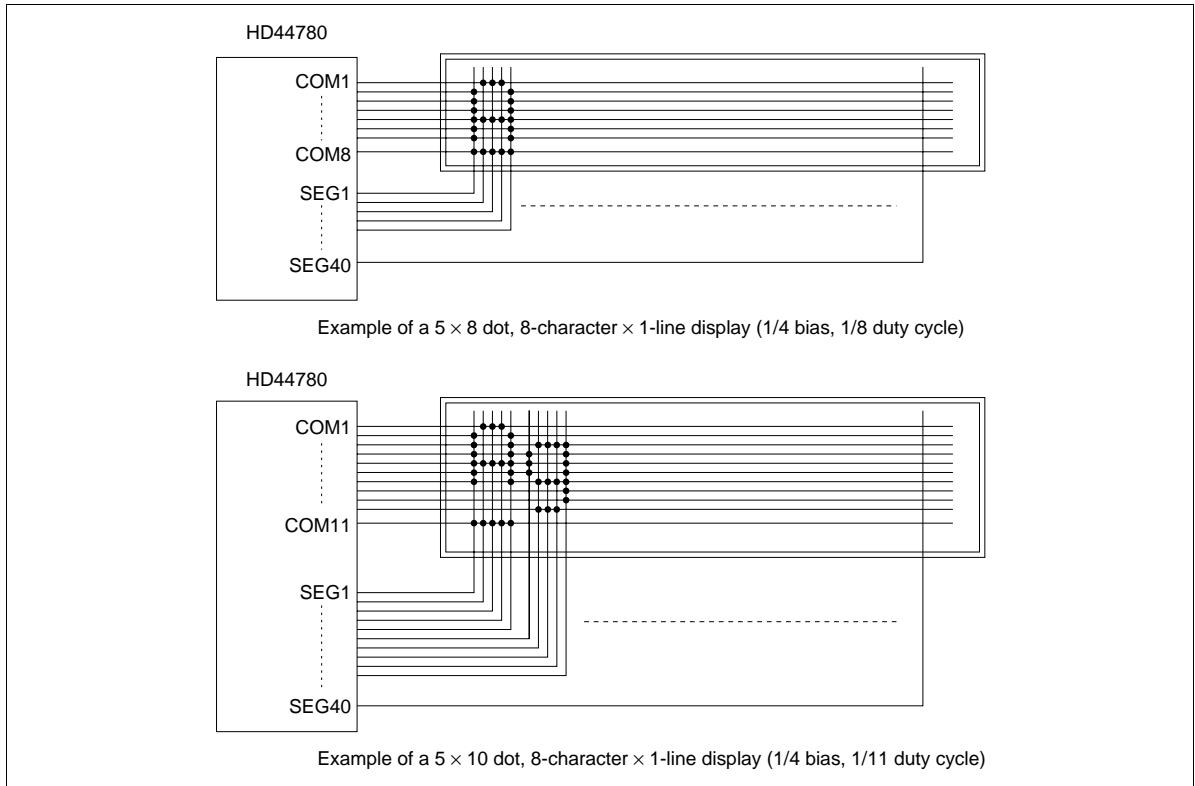 HD44780
COM1
COM8
SEG1
SEG40
Example of a 5 × 8 dot, 8-character × 1-line display (1/4 bias, 1/8 duty cycle)
HD44780
COM1
COM11
SEG1
SEG40
Example of a 5 × 10 dot, 8-character × 1-line display (1/4 bias, 1/11 duty cycle)